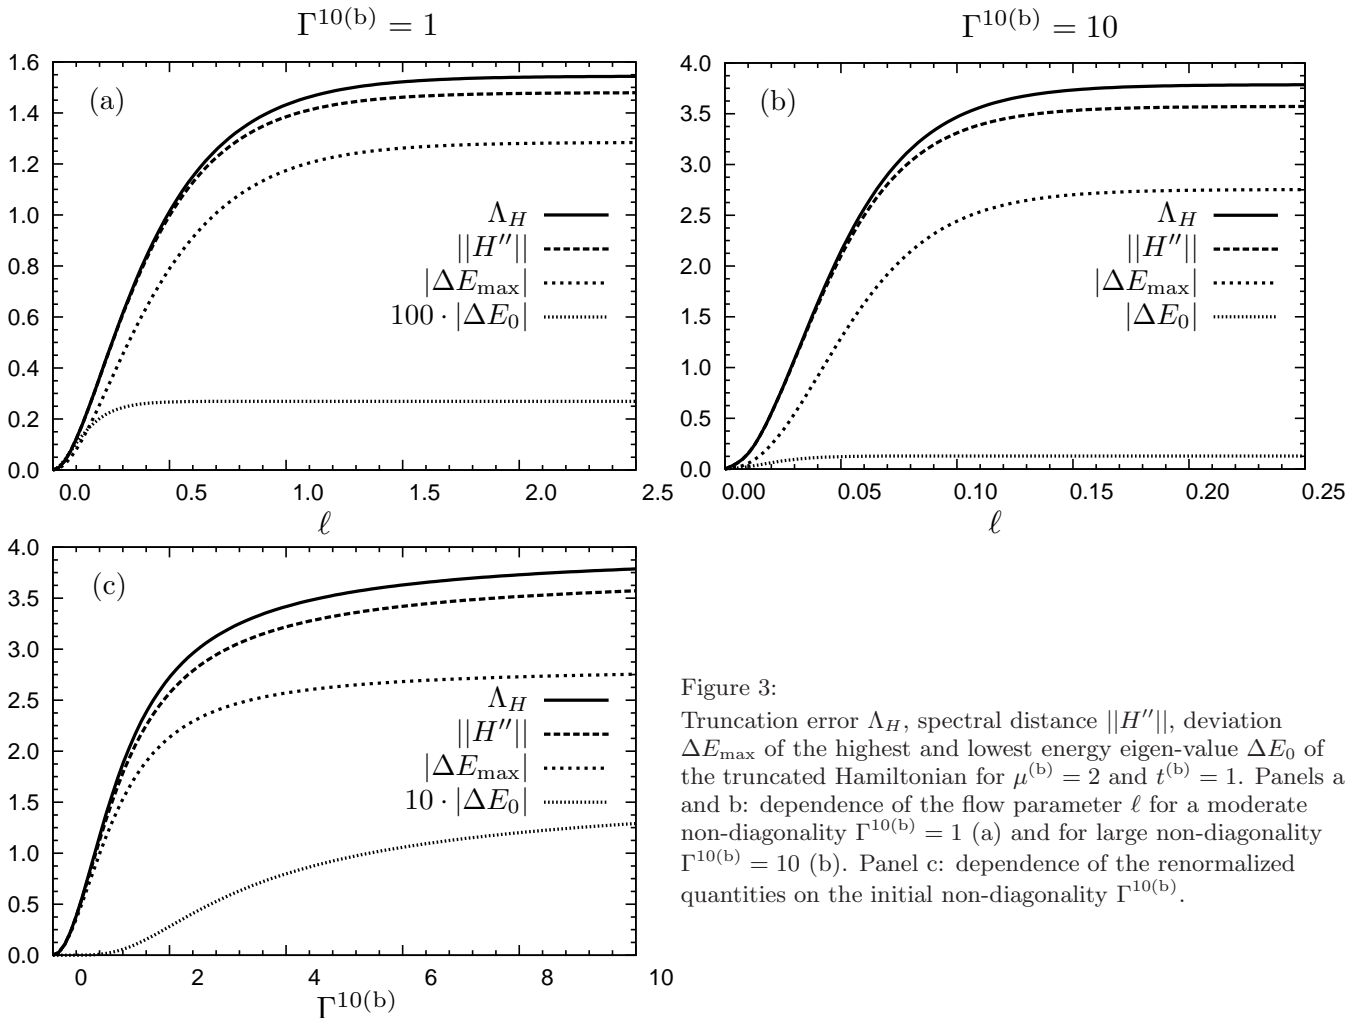 Γ^{10(b)} = 1
1.6
1.4
1.2
1.0
0.8
0.6
0.4
0.2
0.0
(a)
Λ_H
||H″||
|ΔE_max|
100 · |ΔE_0|
0.0 0.5 1.0 1.5 2.0 2.5
ℓ
Γ^{10(b)} = 10
4.0
3.5
3.0
2.5
2.0
1.5
1.0
0.5
0.0
(b)
Λ_H
||H″||
|ΔE_max|
|ΔE_0|
0.00 0.05 0.10 0.15 0.20 0.25
ℓ
4.0
3.5
3.0
2.5
2.0
1.5
1.0
0.5
0.0
(c)
Λ_H
||H″||
|ΔE_max|
10 · |ΔE_0|
0 2 4 6 8 10
Γ^{10(b)}
Figure 3:
Truncation error Λ_H, spectral distance ||H″||, deviation
ΔE_max of the highest and lowest energy eigen-value ΔE_0 of
the truncated Hamiltonian for μ^{(b)} = 2 and t^{(b)} = 1. Panels a
and b: dependence of the flow parameter ℓ for a moderate
non-diagonality Γ^{10(b)} = 1 (a) and for large non-diagonality
Γ^{10(b)} = 10 (b). Panel c: dependence of the renormalized
quantities on the initial non-diagonality Γ^{10(b)}.